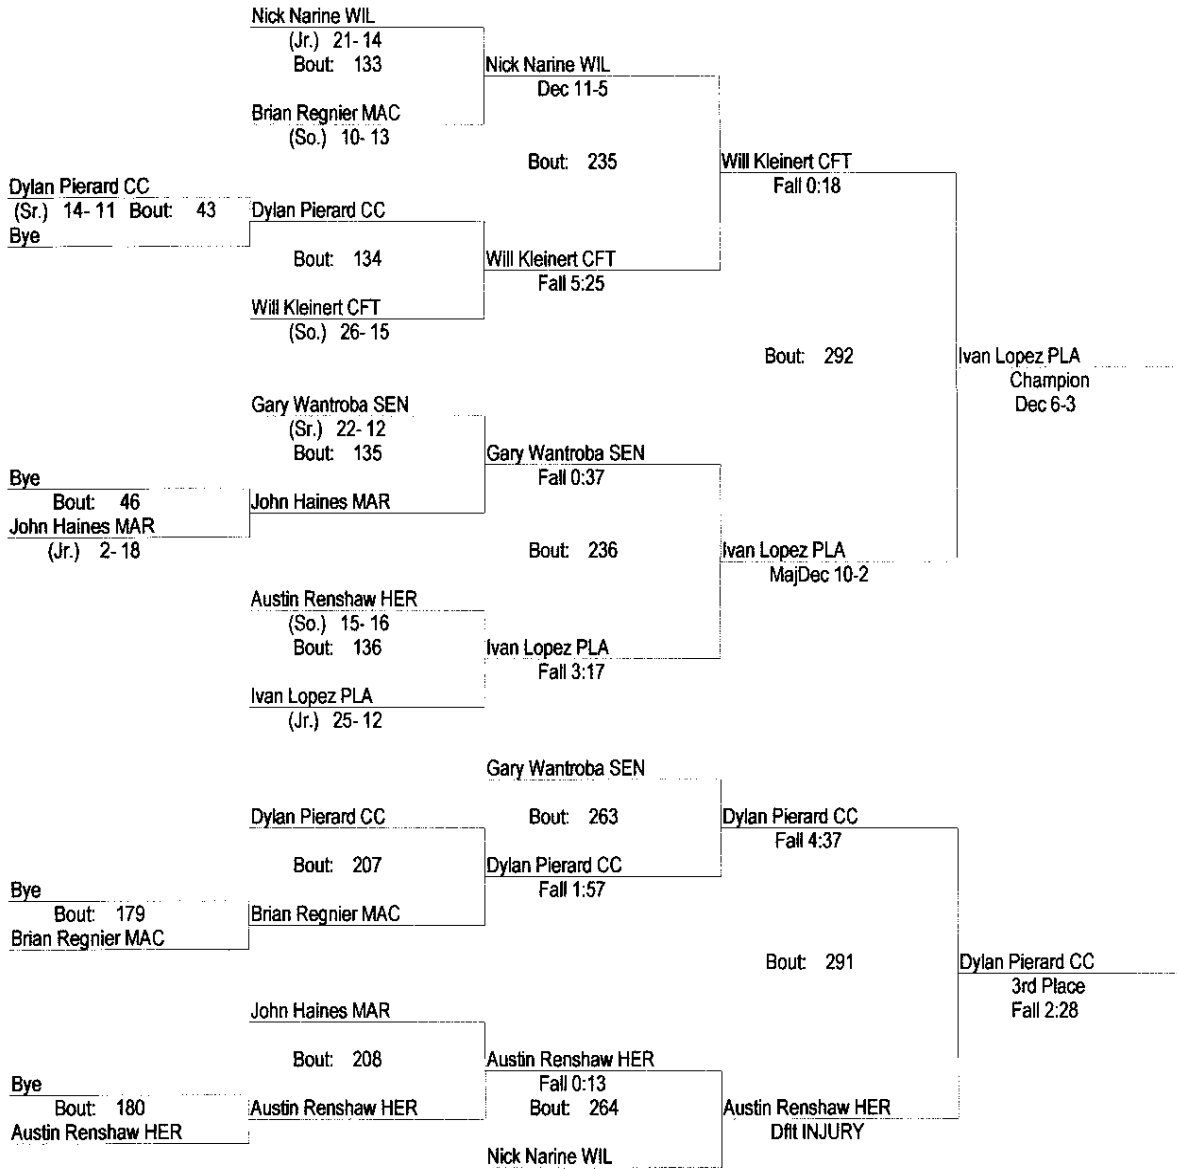 Nick Narine WIL
(Jr.) 21- 14
Bout: 133
Nick Narine WIL
Dec 11-5
Brian Regnier MAC
(So.) 10- 13
Bout: 235
Will Kleinert CFT
Fall 0:18
Dylan Pierard CC
(Sr.) 14- 11 Bout: 43
Bye
Dylan Pierard CC
Bout: 134
Will Kleinert CFT
Fall 5:25
Will Kleinert CFT
(So.) 26- 15
Bout: 292
Ivan Lopez PLA
Champion
Dec 6-3
Gary Wantroba SEN
(Sr.) 22- 12
Bout: 135
Gary Wantroba SEN
Fall 0:37
Bye
Bout: 46
John Haines MAR
(Jr.) 2- 18
John Haines MAR
Bout: 236
Ivan Lopez PLA
MajDec 10-2
Austin Renshaw HER
(So.) 15- 16
Bout: 136
Ivan Lopez PLA
Fall 3:17
Ivan Lopez PLA
(Jr.) 25- 12
Gary Wantroba SEN
Dylan Pierard CC
Bout: 263
Dylan Pierard CC
Fall 4:37
Bout: 207
Dylan Pierard CC
Fall 1:57
Bye
Bout: 179
Brian Regnier MAC
Brian Regnier MAC
Bout: 291
Dylan Pierard CC
3rd Place
Fall 2:28
John Haines MAR
Bout: 208
Austin Renshaw HER
Fall 0:13
Bye
Bout: 180
Austin Renshaw HER
Austin Renshaw HER
Bout: 264
Austin Renshaw HER
Dflt INJURY
Nick Narine WIL